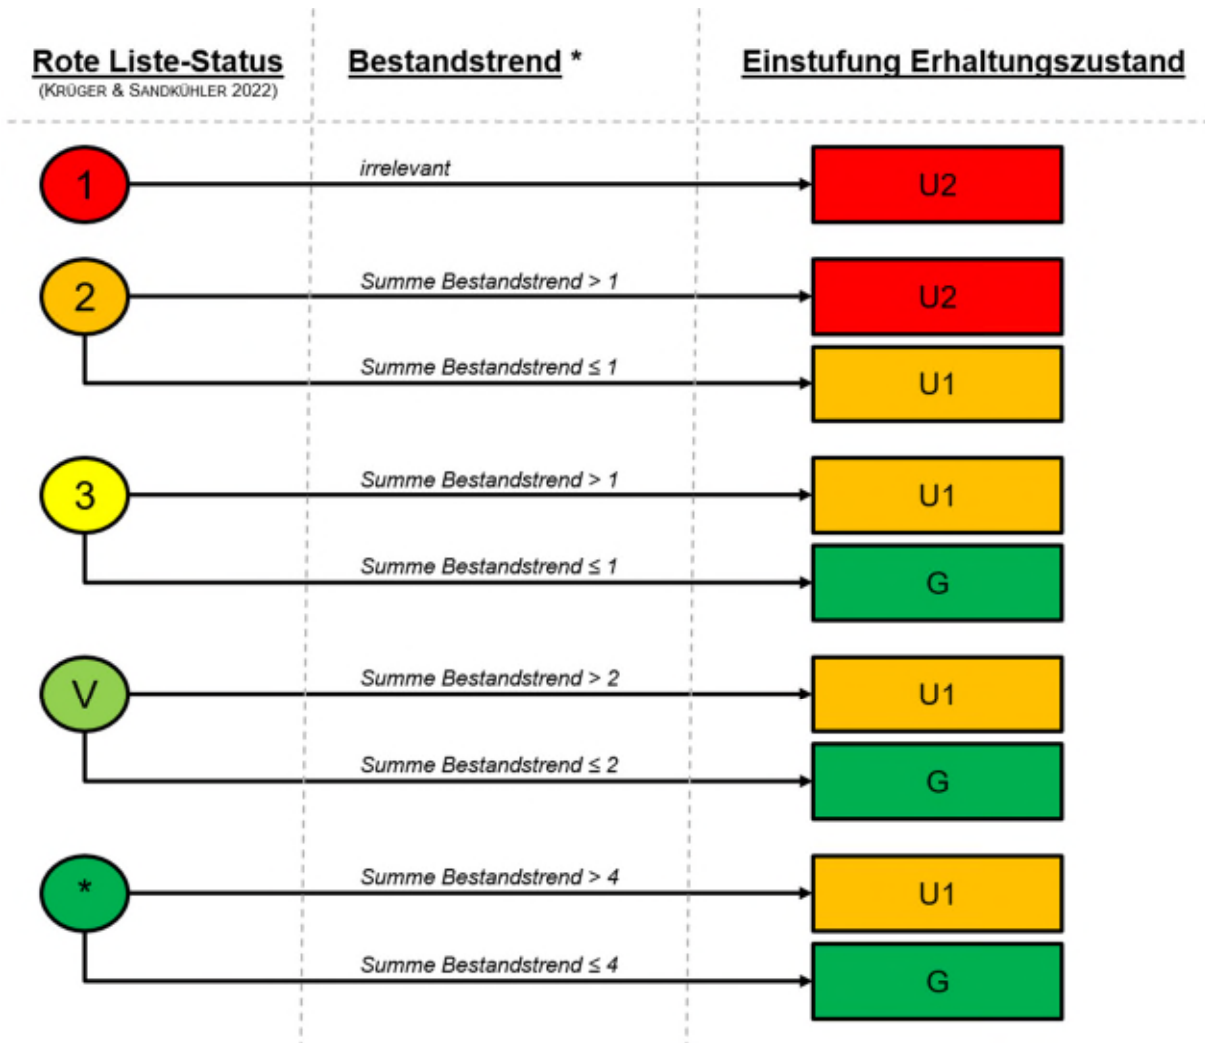 Rote Liste-Status Bestandstrend * Einstufung Erhaltungszustand
(KRÜGER & SANDKÜHLER 2022)
1 irrelevant U2
2 Summe Bestandstrend > 1 U2
Summe Bestandstrend ≤ 1 U1
3 Summe Bestandstrend > 1 U1
Summe Bestandstrend ≤ 1 G
V Summe Bestandstrend > 2 U1
Summe Bestandstrend ≤ 2 G
* Summe Bestandstrend > 4 U1
Summe Bestandstrend ≤ 4 G